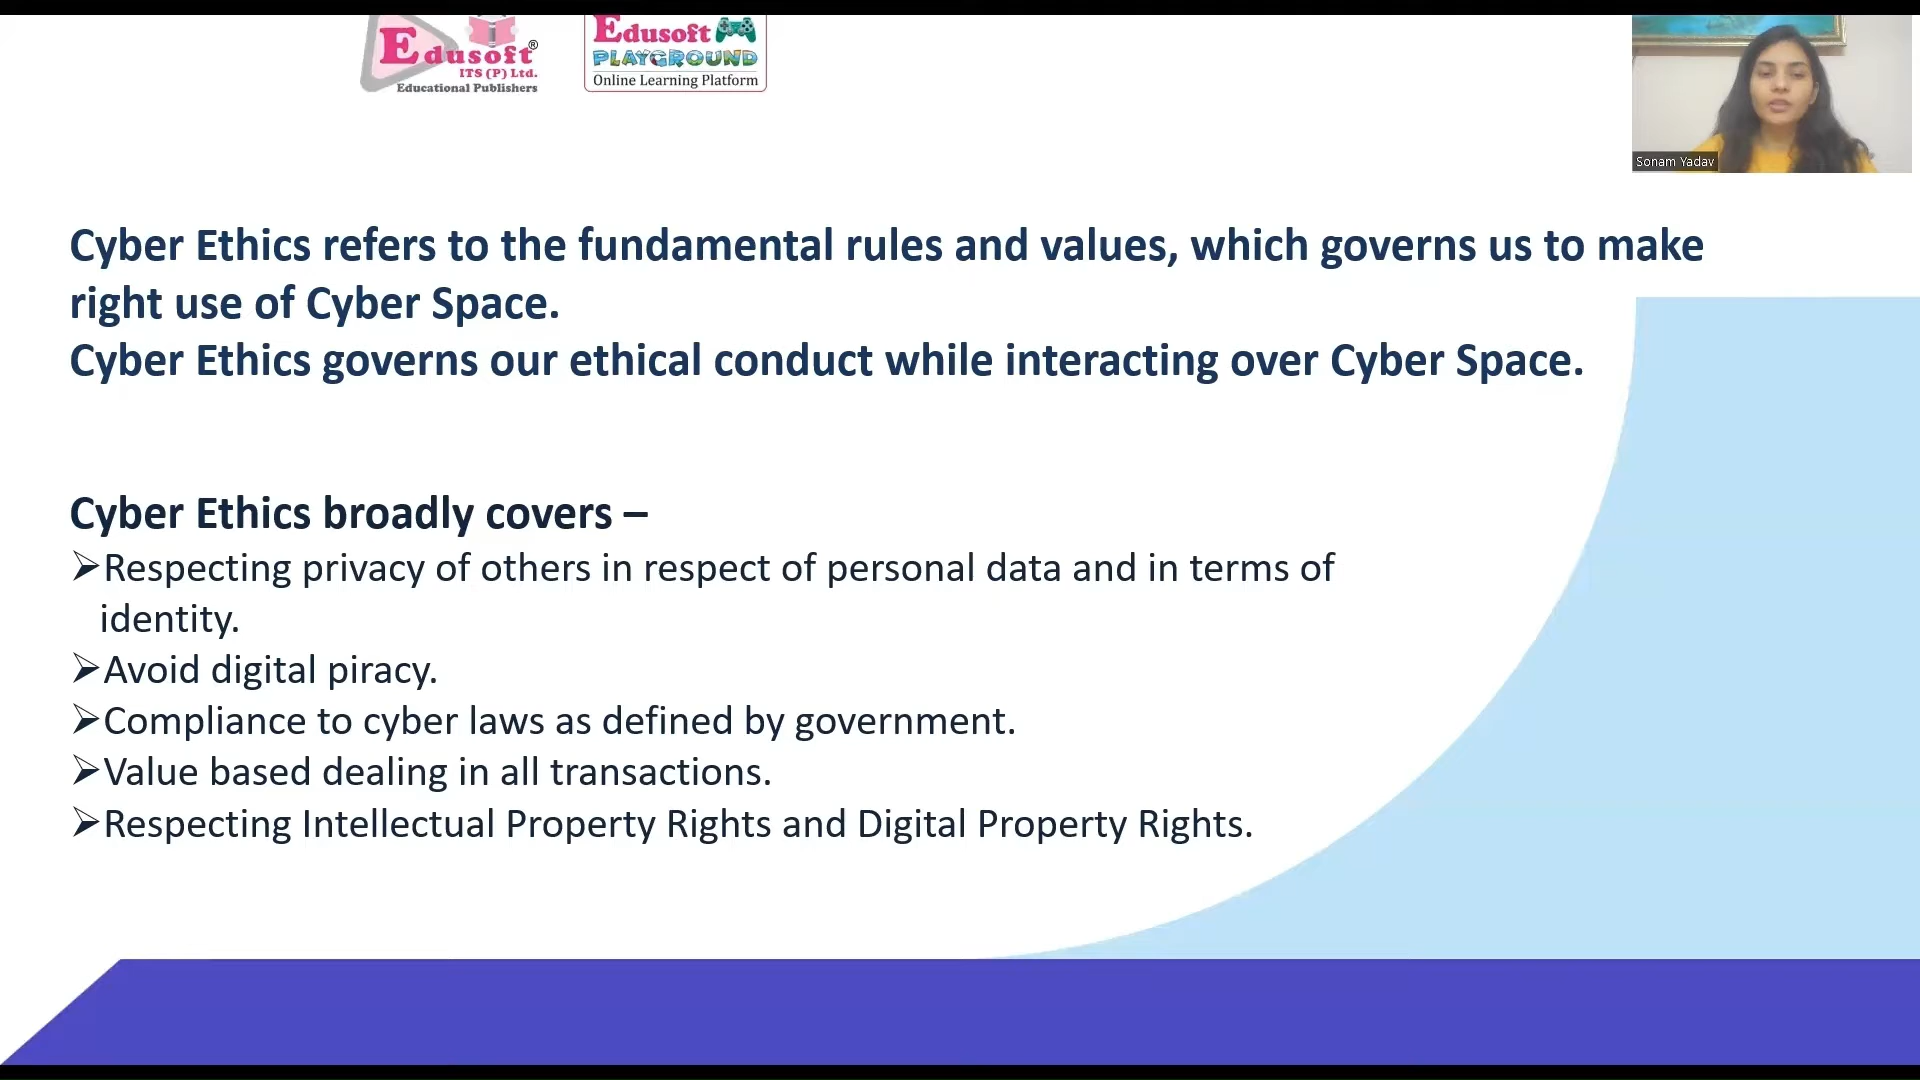 Edusoft®
ITS (P) Ltd.
Educational Publishers
Edusoft
PLAYGROUND
Online Learning Platform
Sonam Yadav
Cyber Ethics refers to the fundamental rules and values, which governs us to make
right use of Cyber Space.
Cyber Ethics governs our ethical conduct while interacting over Cyber Space.
Cyber Ethics broadly covers –
➢Respecting privacy of others in respect of personal data and in terms of
identity.
➢Avoid digital piracy.
➢Compliance to cyber laws as defined by government.
➢Value based dealing in all transactions.
➢Respecting Intellectual Property Rights and Digital Property Rights.